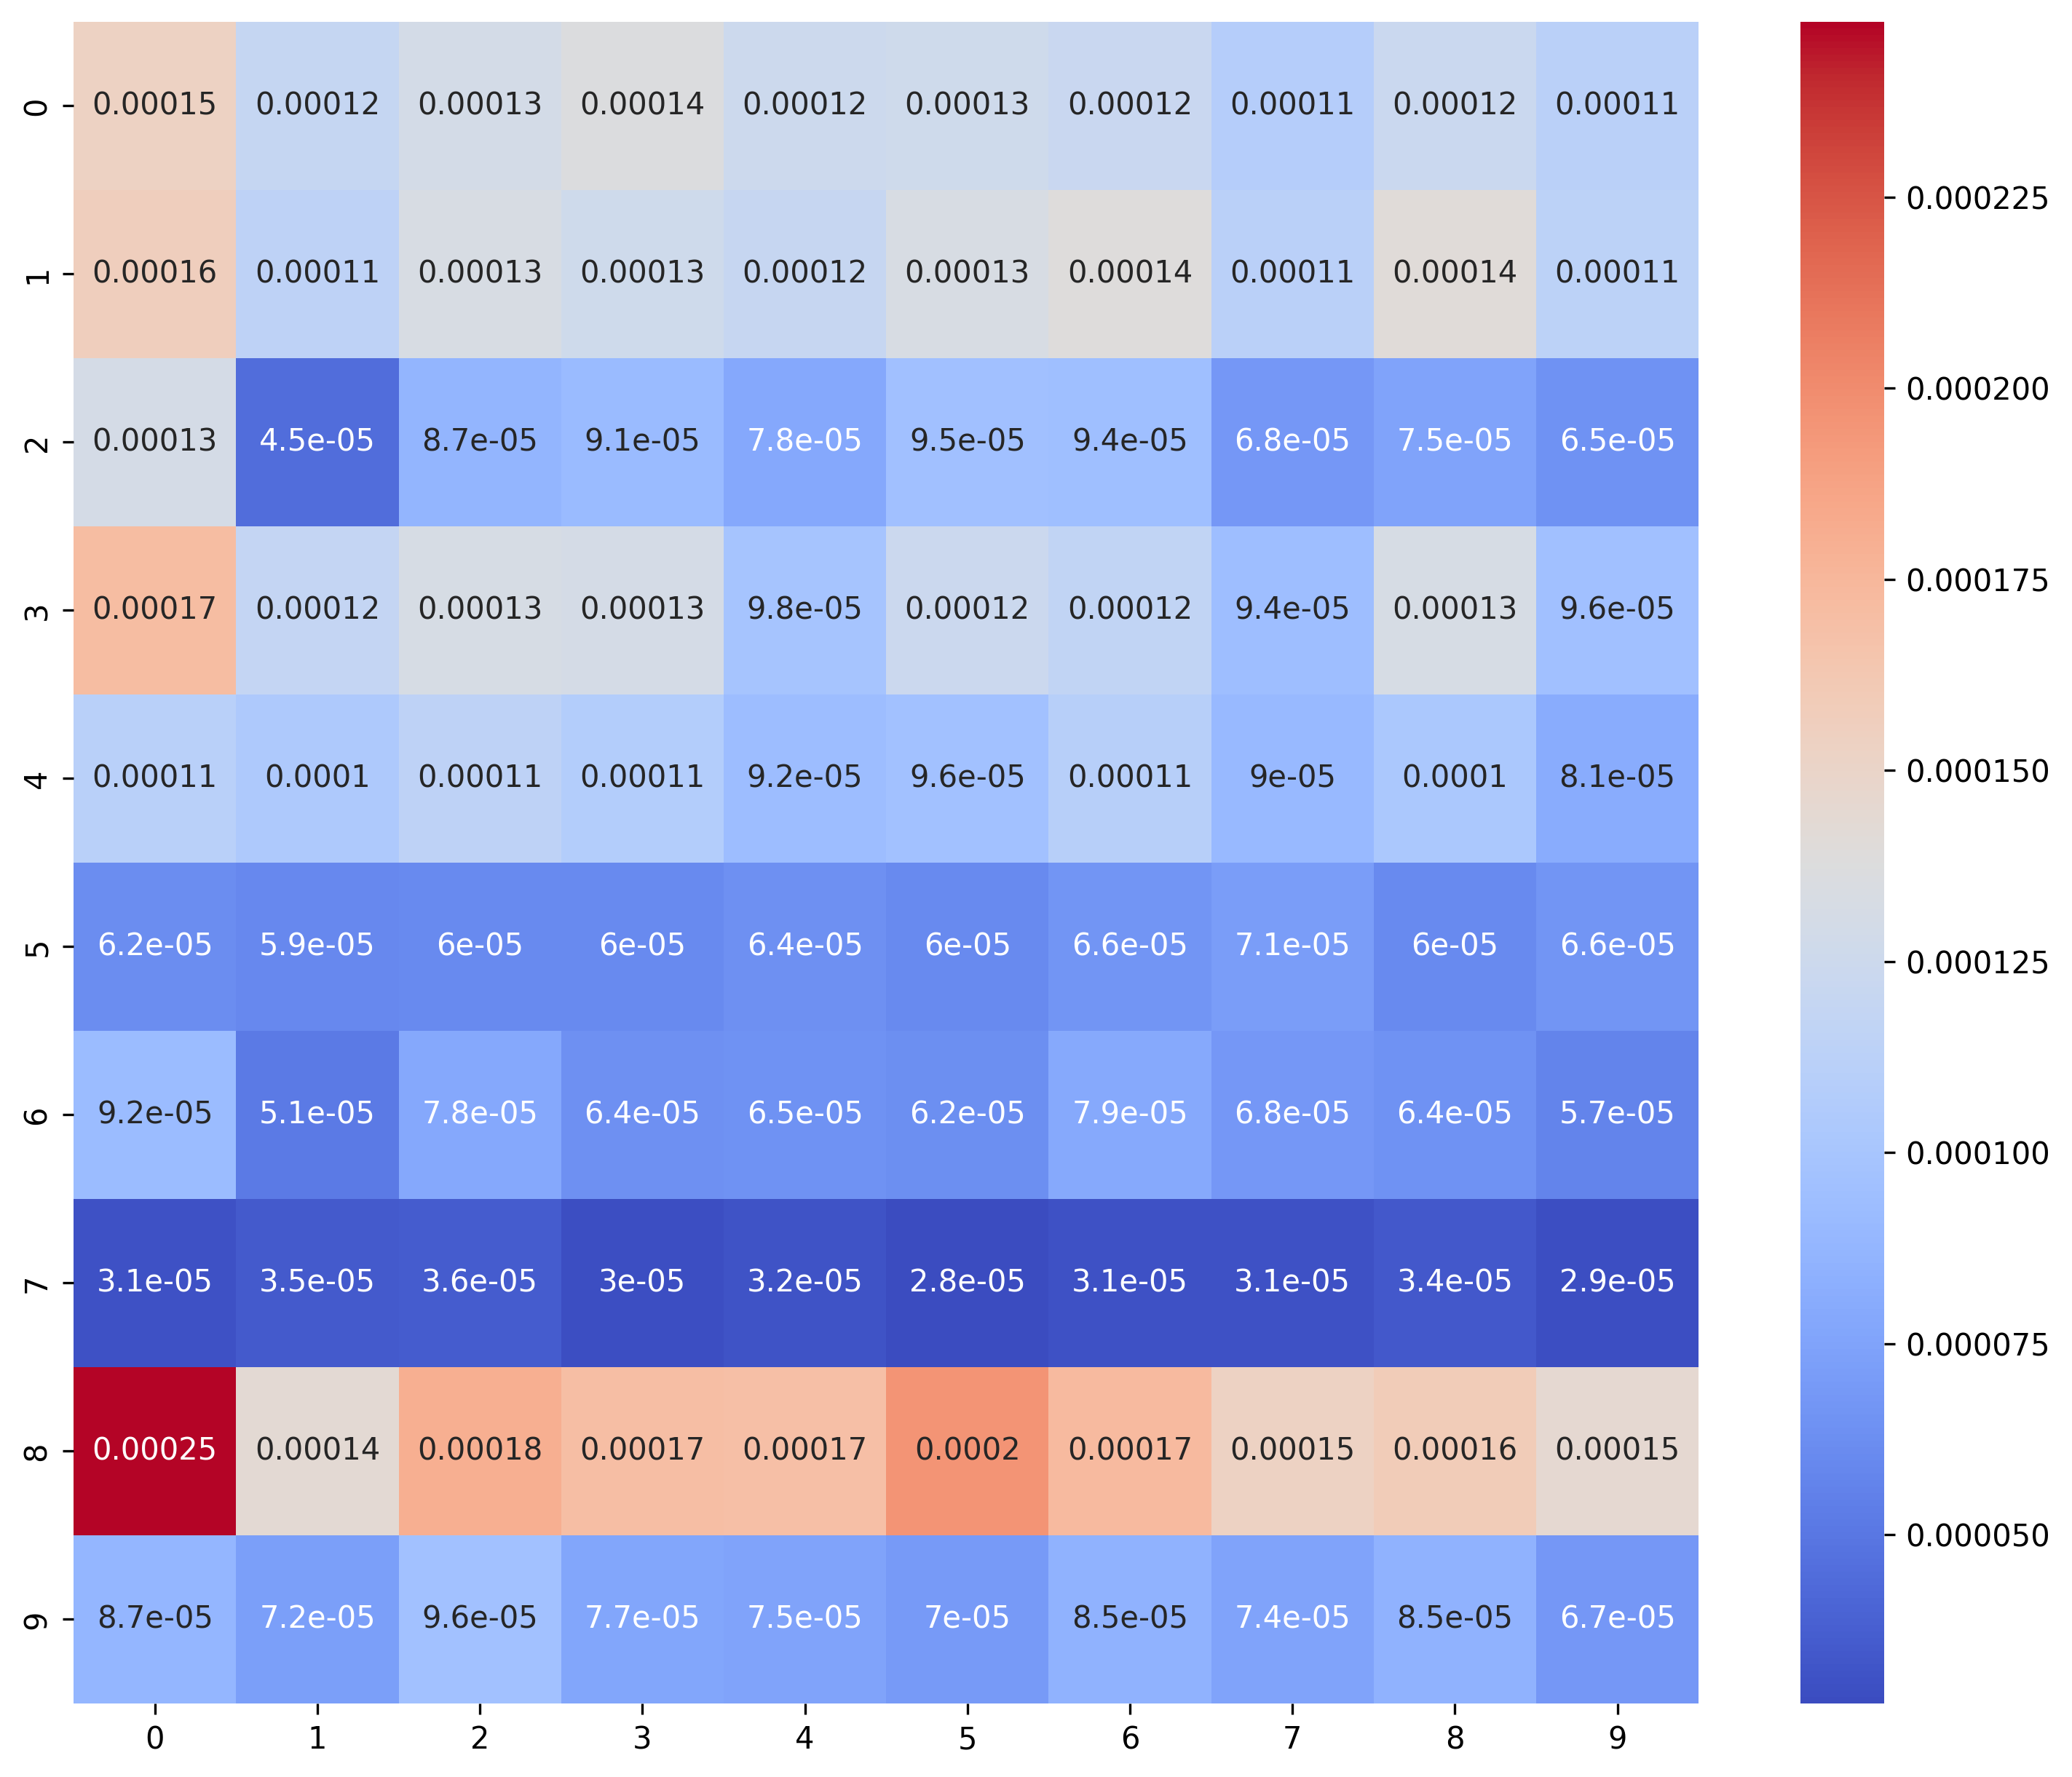 0 0.00015 0.00012 0.00013 0.00014 0.00012 0.00013 0.00012 0.00011 0.00012 0.00011
1 0.00016 0.00011 0.00013 0.00013 0.00012 0.00013 0.00014 0.00011 0.00014 0.00011
2 0.00013 4.5e-05 8.7e-05 9.1e-05 7.8e-05 9.5e-05 9.4e-05 6.8e-05 7.5e-05 6.5e-05
3 0.00017 0.00012 0.00013 0.00013 9.8e-05 0.00012 0.00012 9.4e-05 0.00013 9.6e-05
4 0.00011 0.0001 0.00011 0.00011 9.2e-05 9.6e-05 0.00011 9e-05 0.0001 8.1e-05
5 6.2e-05 5.9e-05 6e-05 6e-05 6.4e-05 6e-05 6.6e-05 7.1e-05 6e-05 6.6e-05
6 9.2e-05 5.1e-05 7.8e-05 6.4e-05 6.5e-05 6.2e-05 7.9e-05 6.8e-05 6.4e-05 5.7e-05
7 3.1e-05 3.5e-05 3.6e-05 3e-05 3.2e-05 2.8e-05 3.1e-05 3.1e-05 3.4e-05 2.9e-05
8 0.00025 0.00014 0.00018 0.00017 0.00017 0.0002 0.00017 0.00015 0.00016 0.00015
9 8.7e-05 7.2e-05 9.6e-05 7.7e-05 7.5e-05 7e-05 8.5e-05 7.4e-05 8.5e-05 6.7e-05
0 1 2 3 4 5 6 7 8 9
0.000225
0.000200
0.000175
0.000150
0.000125
0.000100
0.000075
0.000050